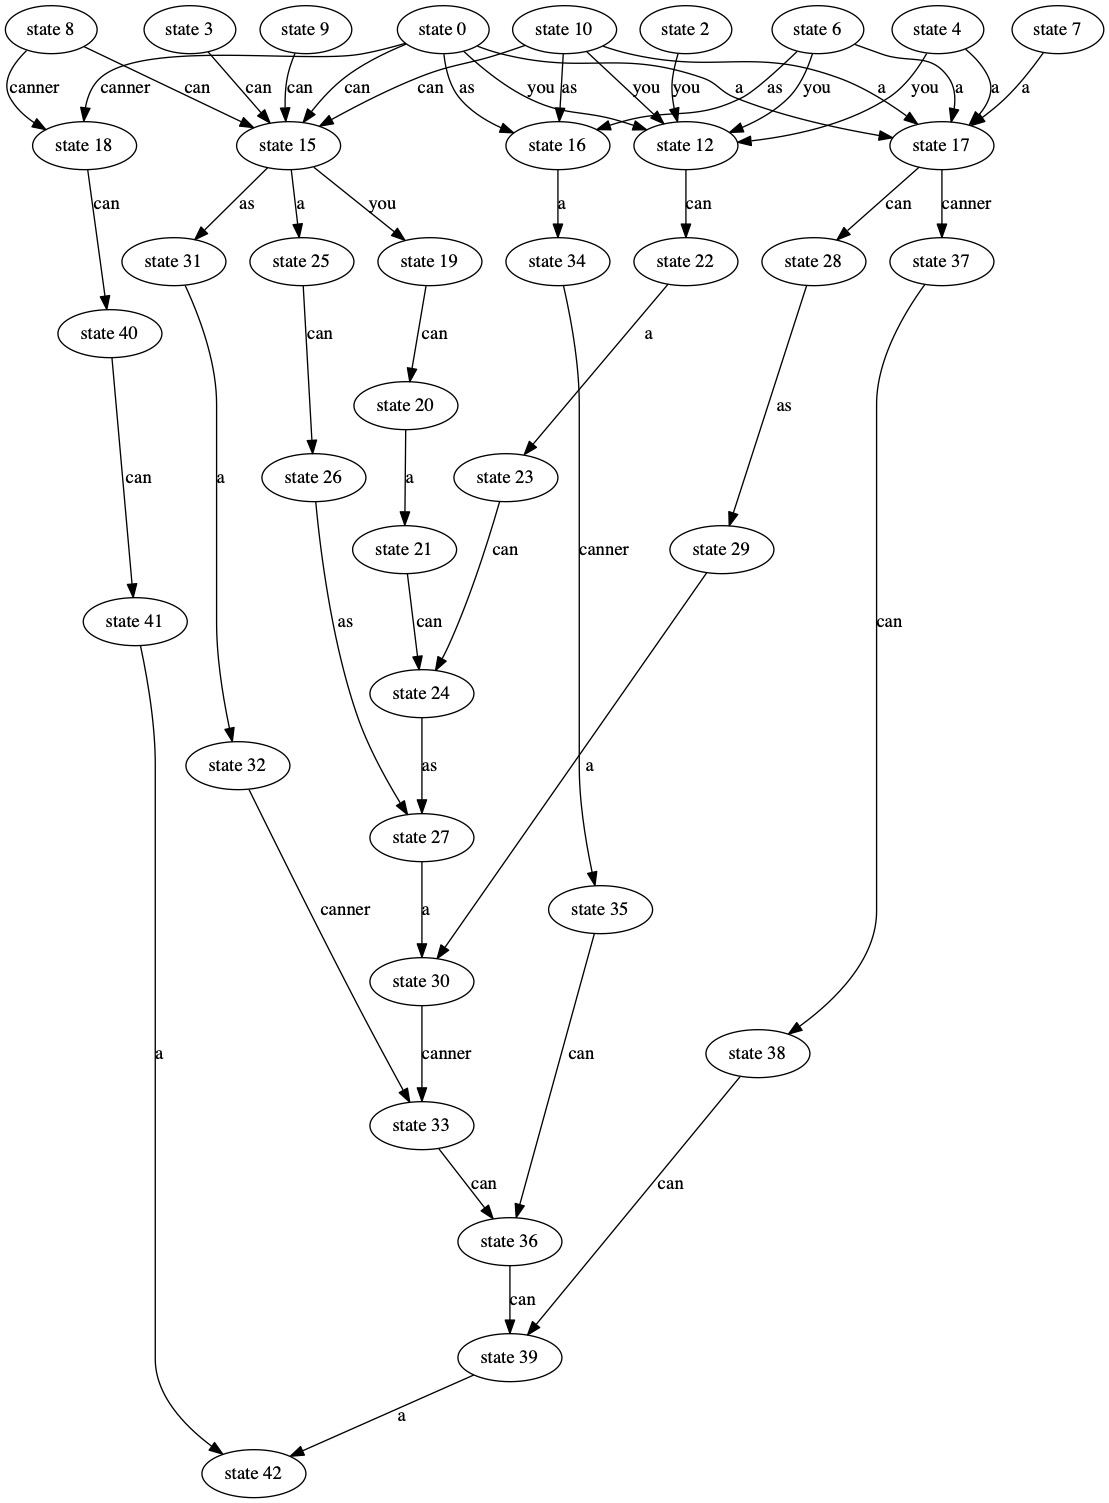 state 8 state 3 state 9 state 0 state 10 state 2 state 6 state 4 state 7
canner can can can canner can can as as you you you as you you a a a a a
state 18 state 15 state 16 state 12 state 17
can as a you a can can canner
state 31 state 25 state 19 state 34 state 22 state 28 state 37
state 40 can can a
state 20 as
can a a state 26 state 23 
state 21 can canner state 29
state 41 as can can
state 24
state 32 as a
state 27
canner a state 35
state 30
a canner can state 38
state 33
can can
state 36
can
state 39
a
state 42